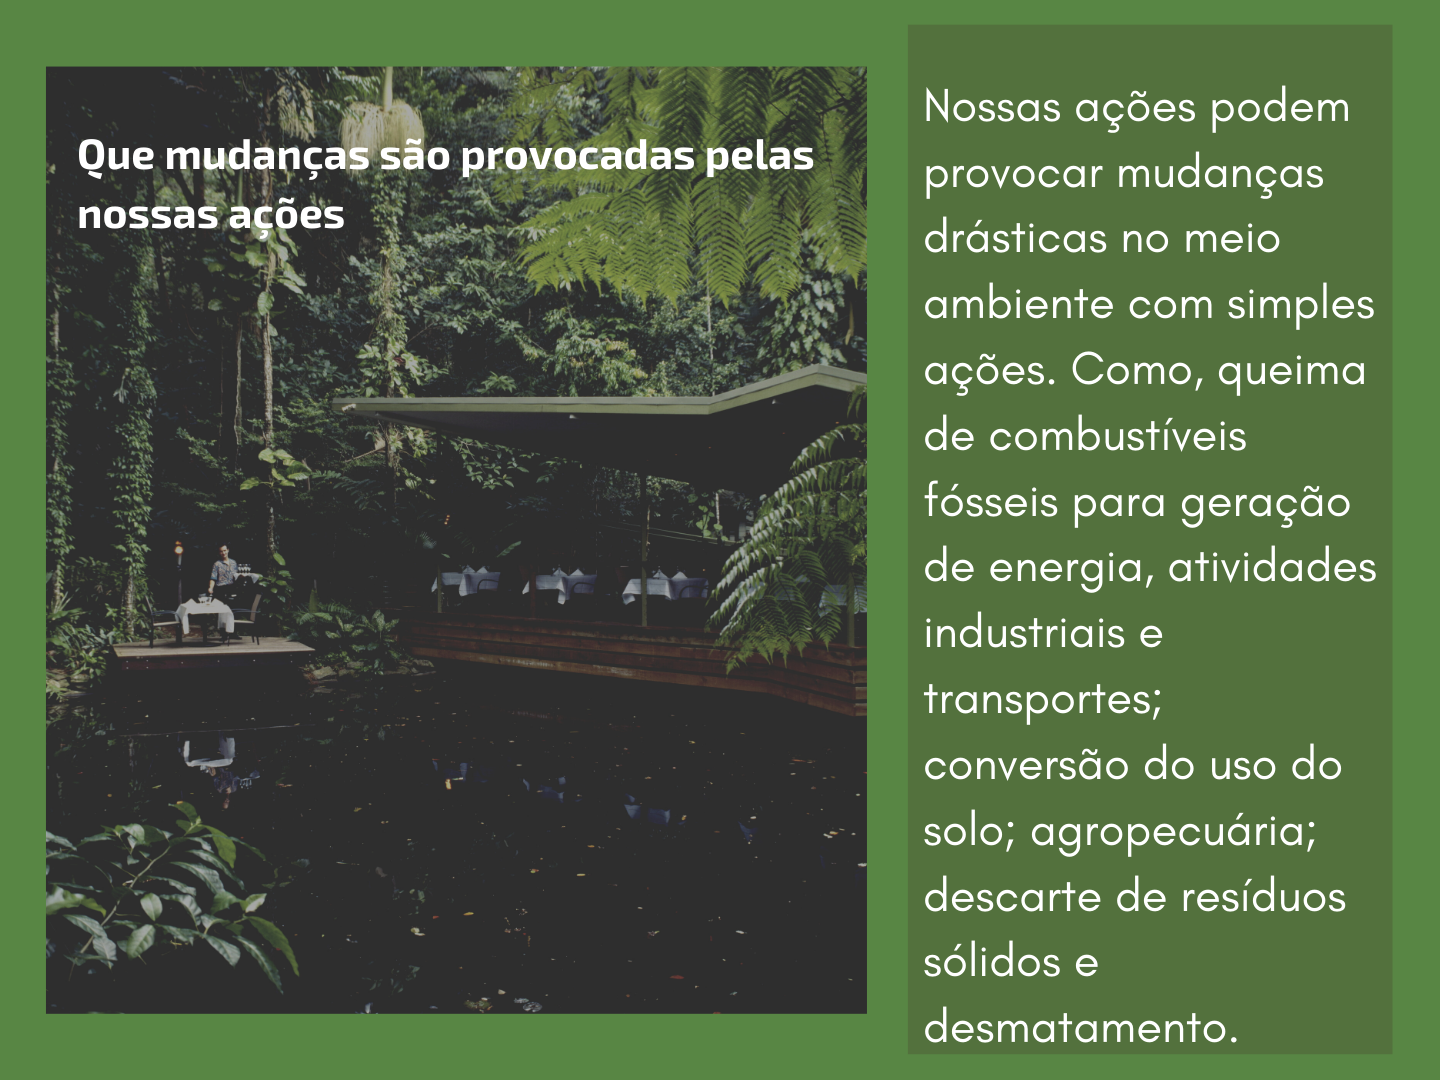 Que mudanças são provocadas pelas
nossas ações
Nossas ações podem
provocar mudanças
drásticas no meio
ambiente com simples
ações. Como, queima
de combustíveis
fósseis para geração
de energia, atividades
industriais e
transportes;
conversão do uso do
solo; agropecuária;
descarte de resíduos
sólidos e
desmatamento.